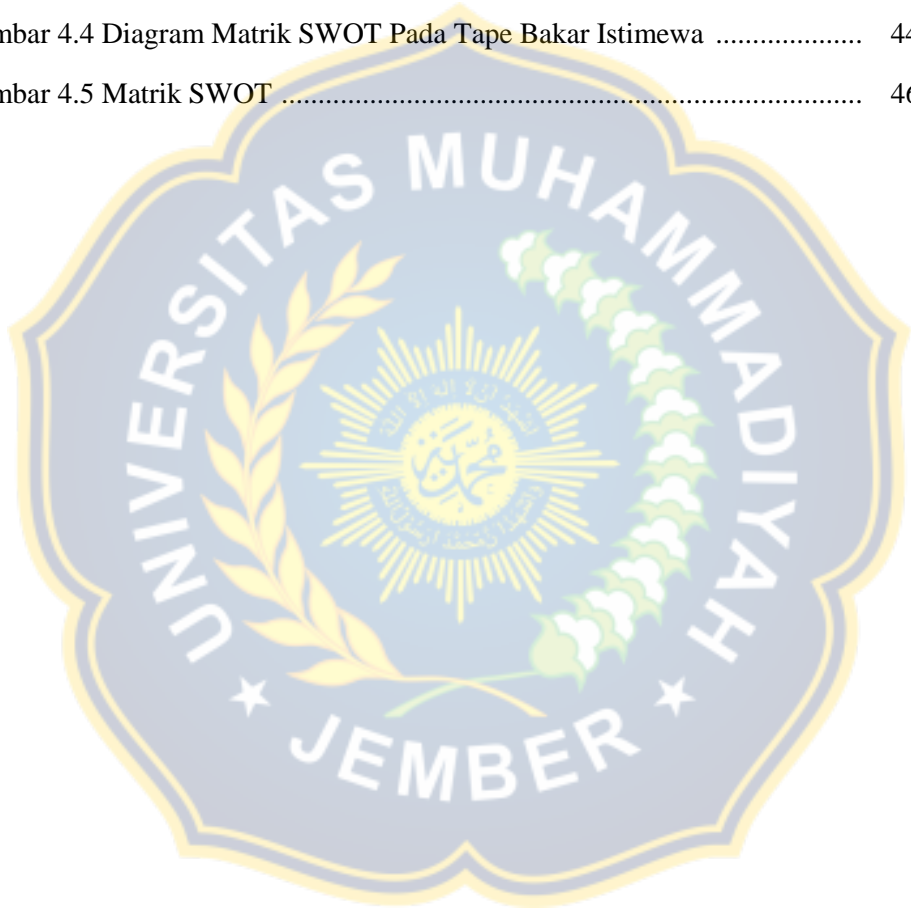 mbar 4.4 Diagram Matrik SWOT Pada Tape Bakar Istimewa .................... 44
mbar 4.5 Matrik SWOT ........................................................................................ 46
UNIVERSITAS MUHAMMADIYAH
JEMBER
محمد